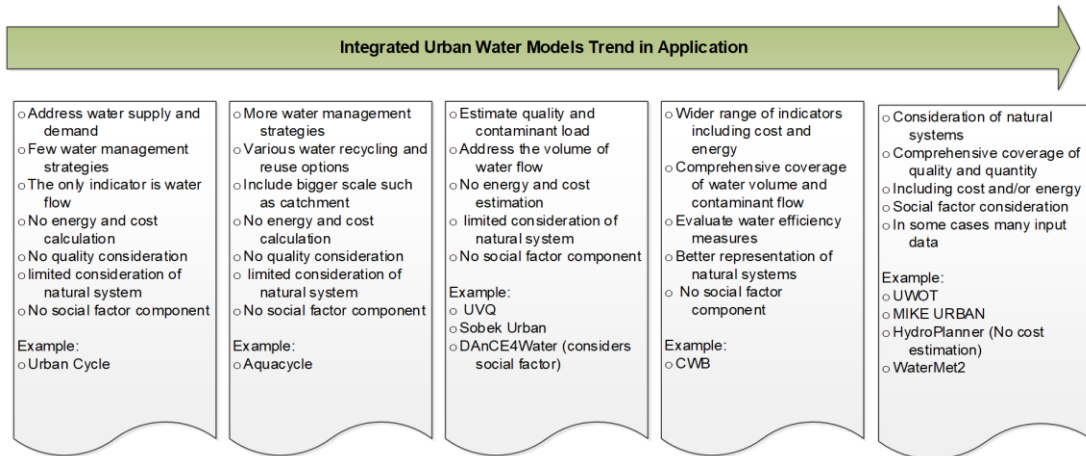 Integrated Urban Water Models Trend in Application
○ Address water supply and
demand
○ Few water management
strategies
○ The only indicator is water
flow
○ No energy and cost
calculation
○ No quality consideration
○ limited consideration of
natural system
○ No social factor component
Example:
○ Urban Cycle
○ More water management
strategies
○ Various water recycling and
reuse options
○ Include bigger scale such
as catchment
○ No energy and cost
calculation
○ No quality consideration
○ limited consideration of
natural system
○ No social factor component
Example:
○ Aquacycle
○ Estimate quality and
contaminant load
○ Address the volume of
water flow
○ No energy and cost
estimation
○ limited consideration of
natural system
○ No social factor component
Example:
○ UVQ
○ Sobek Urban
○ DAnCE4Water (considers
social factor)
○ Wider range of indicators
including cost and
energy
○ Comprehensive coverage
of water volume and
contaminant flow
○ Evaluate water efficiency
measures
○ Better representation of
natural systems
○ No social factor
component
Example:
○ CWB
○ Consideration of natural
systems
○ Comprehensive coverage of
quality and quantity
○ Including cost and/or energy
○ Social factor consideration
○ In some cases many input
data
Example:
○ UWOT
○ MIKE URBAN
○ HydroPlanner (No cost
estimation)
○ WaterMet2